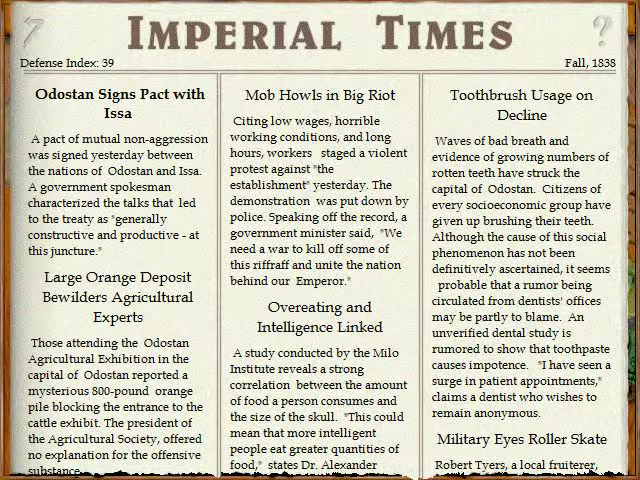 IMPERIAL TIMES
Defense Index: 39
Fall, 1838
Odostan Signs Pact with
Issa
A pact of mutual non-aggression
was signed yesterday between
the nations of Odostan and Issa.
A government spokesman
characterized the talks that led
to the treaty as "generally
constructive and productive - at
this juncture."
Large Orange Deposit
Bewilders Agricultural
Experts
Those attending the Odostan
Agricultural Exhibition in the
capital of Odostan reported a
mysterious 800-pound orange
pile blocking the entrance to the
cattle exhibit. The president of
the Agricultural Society, offered
no explanation for the offensive
substance.
Mob Howls in Big Riot
Citing low wages, horrible
working conditions, and long
hours, workers staged a violent
protest against "the
establishment" yesterday. The
demonstration was put down by
police. Speaking off the record, a
government minister said, "We
need a war to kill off some of
this riffraff and unite the nation
behind our Emperor."
Overeating and
Intelligence Linked
A study conducted by the Milo
Institute reveals a strong
correlation between the amount
of food a person consumes and
the size of the skull. "This could
mean that more intelligent
people eat greater quantities of
food," states Dr. Alexander
Toothbrush Usage on
Decline
Waves of bad breath and
evidence of growing numbers of
rotten teeth have struck the
capital of Odostan. Citizens of
every socioeconomic group have
given up brushing their teeth.
Although the cause of this social
phenomenon has not been
definitively ascertained, it seems
probable that a rumor being
circulated from dentists' offices
may be partly to blame. An
unverified dental study is
rumored to show that toothpaste
causes impotence. "I have seen a
surge in patient appointments,"
claims a dentist who wishes to
remain anonymous.
Military Eyes Roller Skate
Robert Tyers, a local fruiterer,